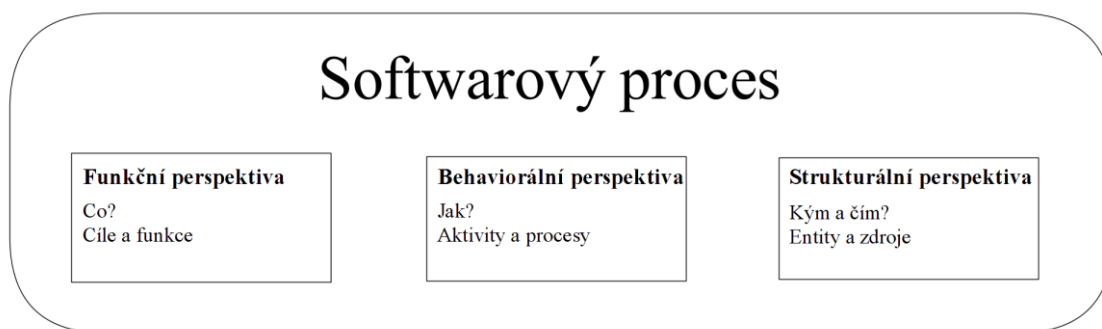 Softwarový proces
Funkční perspektiva
Co?
Cíle a funkce
Behaviorální perspektiva
Jak?
Aktivity a procesy
Strukturální perspektiva
Kým a čím?
Entity a zdroje